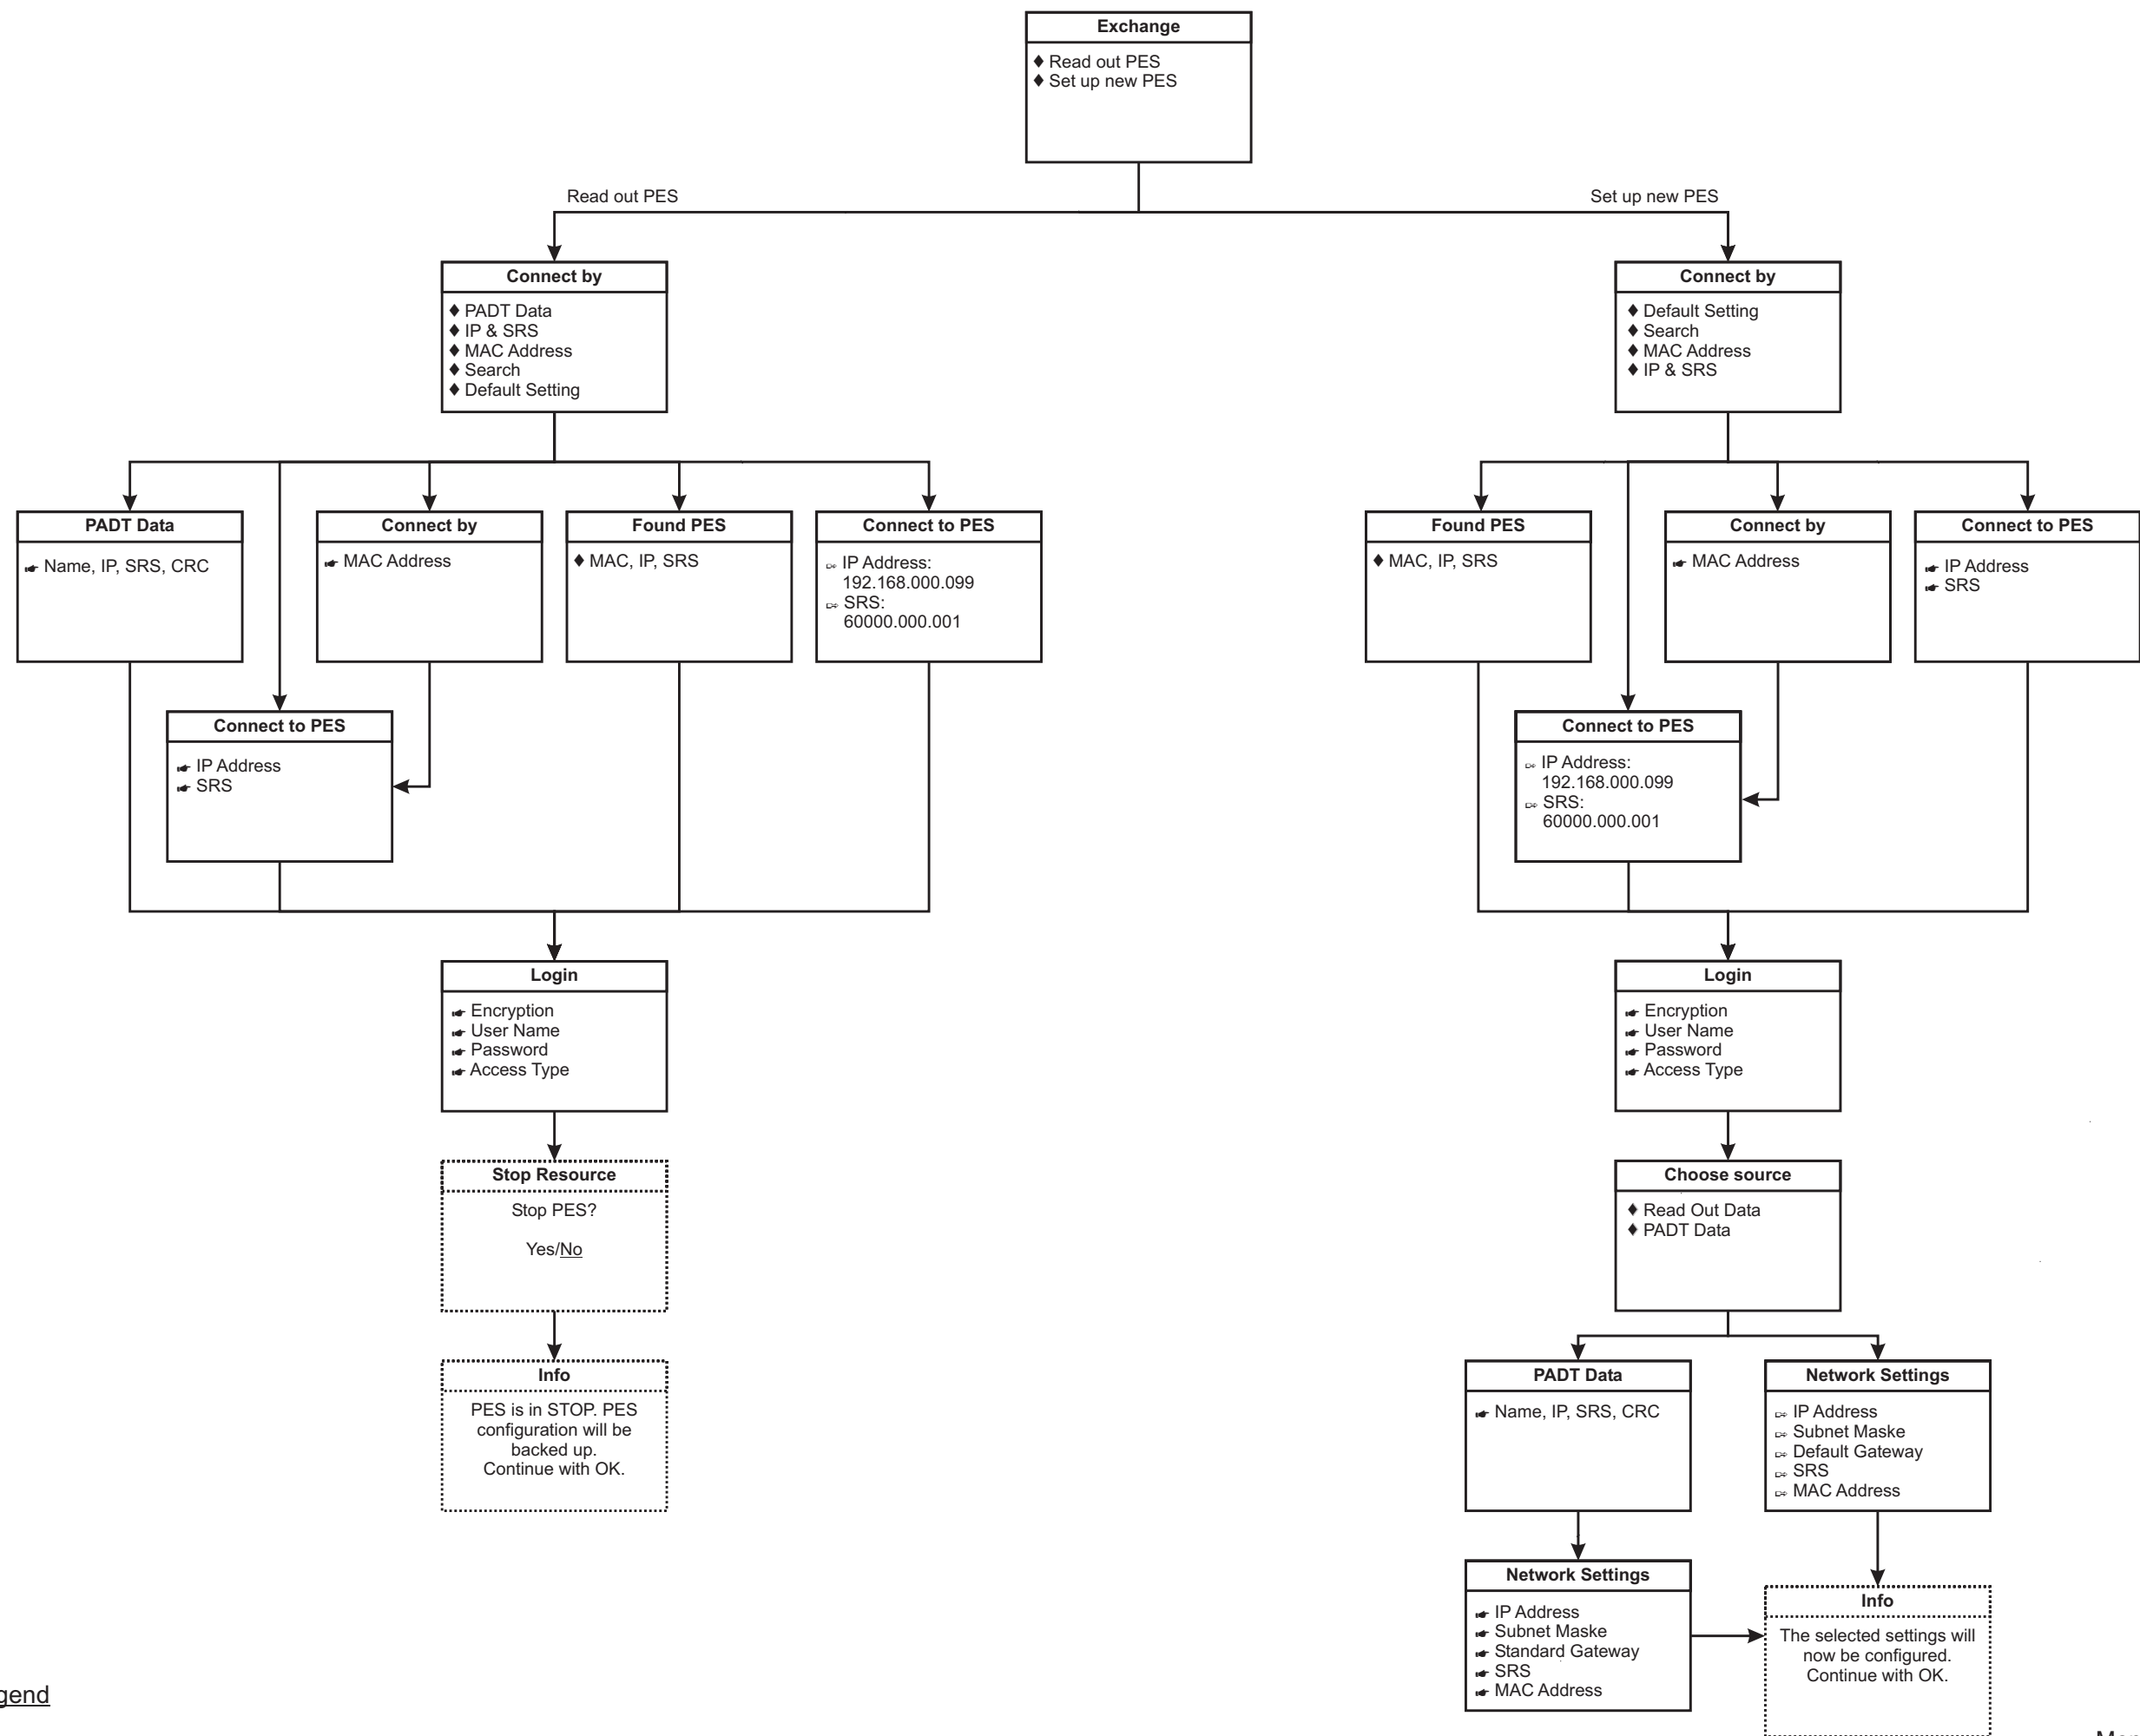 Exchange
♦ Read out PES
♦ Set up new PES
Read out PES
Set up new PES
Connect by
♦ PADT Data
♦ IP & SRS
♦ MAC Address
♦ Search
♦ Default Setting
Connect by
♦ Default Setting
♦ Search
♦ MAC Address
♦ IP & SRS
PADT Data
Name, IP, SRS, CRC
Connect by
MAC Address
Found PES
♦ MAC, IP, SRS
Connect to PES
IP Address:
192.168.000.099
SRS:
60000.000.001
Found PES
♦ MAC, IP, SRS
Connect by
MAC Address
Connect to PES
IP Address
SRS
Connect to PES
IP Address
SRS
Connect to PES
IP Address:
192.168.000.099
SRS:
60000.000.001
Login
Encryption
User Name
Password
Access Type
Login
Encryption
User Name
Password
Access Type
Stop Resource
Stop PES?
Yes/No
Choose source
♦ Read Out Data
♦ PADT Data
Info
PES is in STOP. PES
configuration will be
backed up.
Continue with OK.
PADT Data
Name, IP, SRS, CRC
Network Settings
IP Address
Subnet Maske
Default Gateway
SRS
MAC Address
Network Settings
IP Address
Subnet Maske
Standard Gateway
SRS
MAC Address
Info
The selected settings will
now be configured.
Continue with OK.
gend